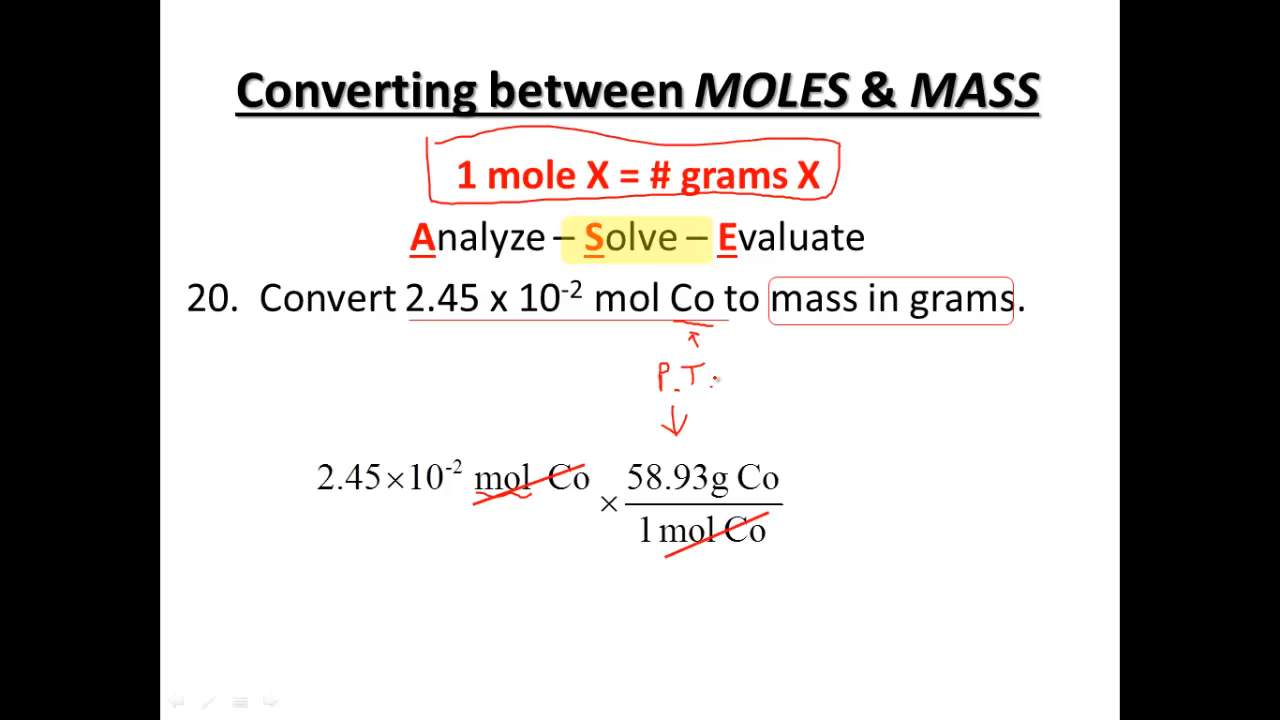 Converting between MOLES & MASS
1 mole X = # grams X
Analyze – Solve – Evaluate
20. Convert 2.45 x 10⁻² mol Co to mass in grams.
P.T.
2.45×10⁻² mol Co × 58.93g Co
1 mol Co